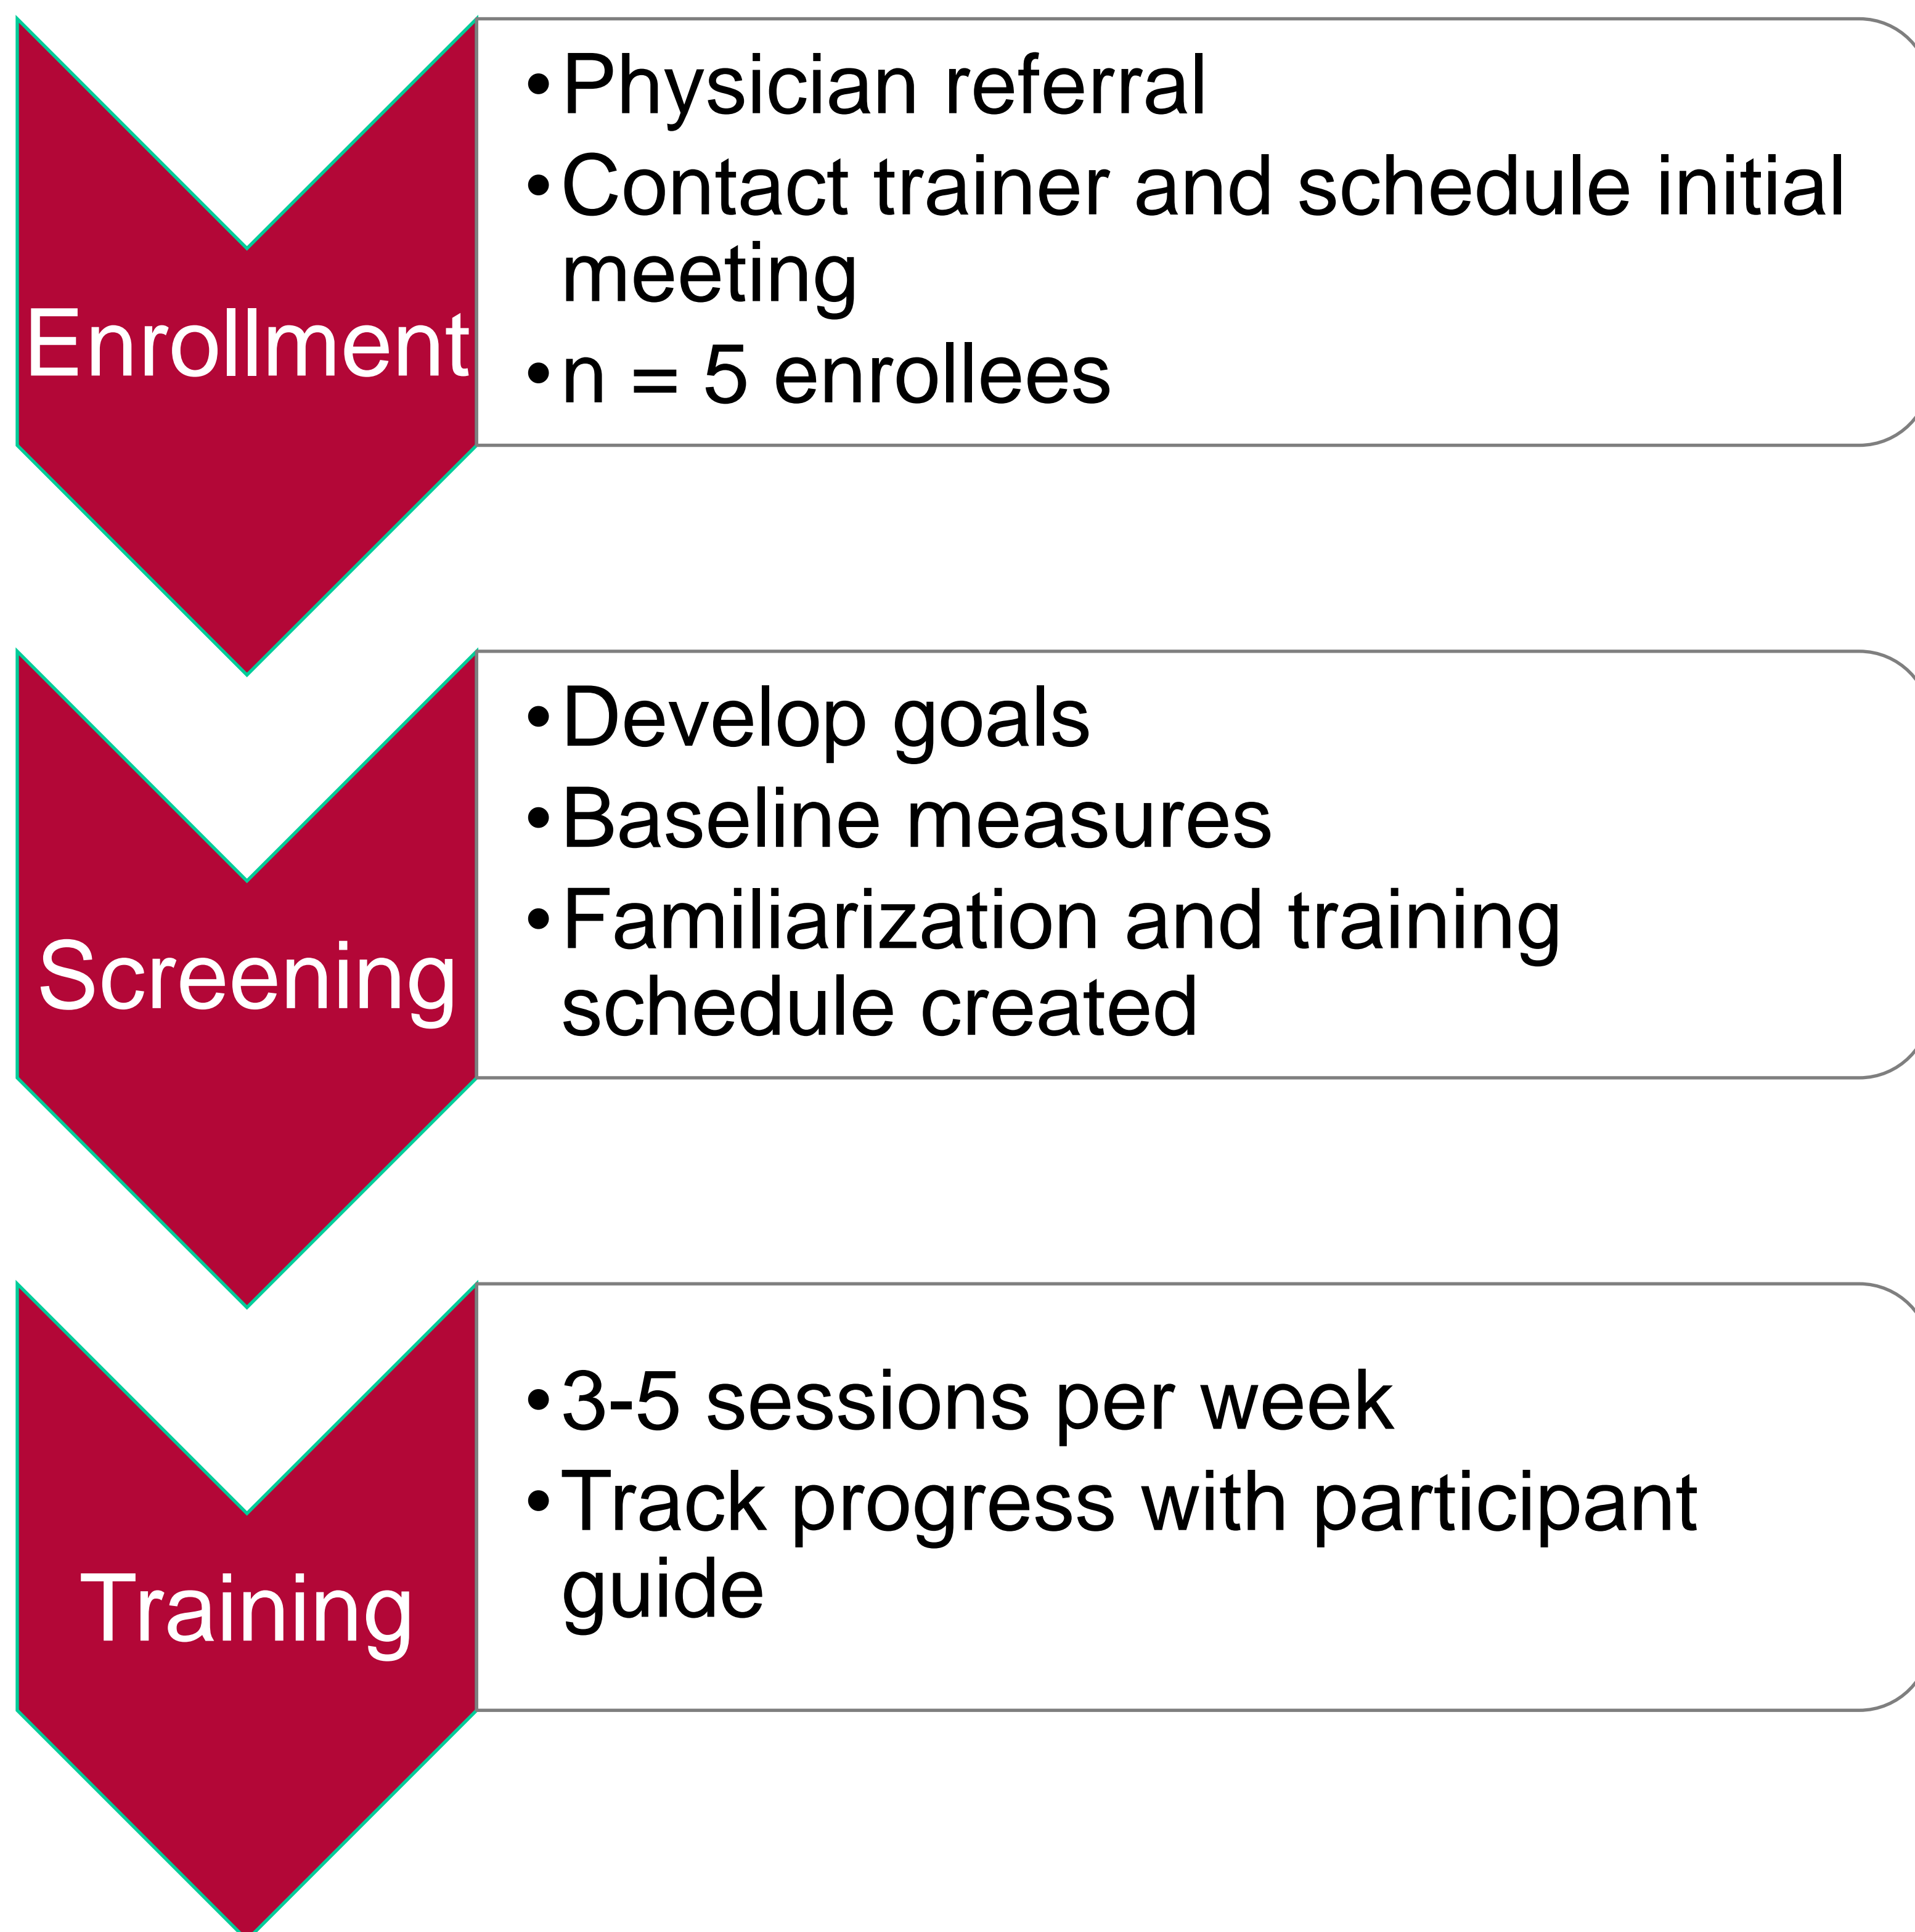 Enrollment
•Physician referral
•Contact trainer and schedule initial
meeting
•n = 5 enrollees
Screening
•Develop goals
•Baseline measures
•Familiarization and training
schedule created
Training
•3-5 sessions per week
•Track progress with participant
guide